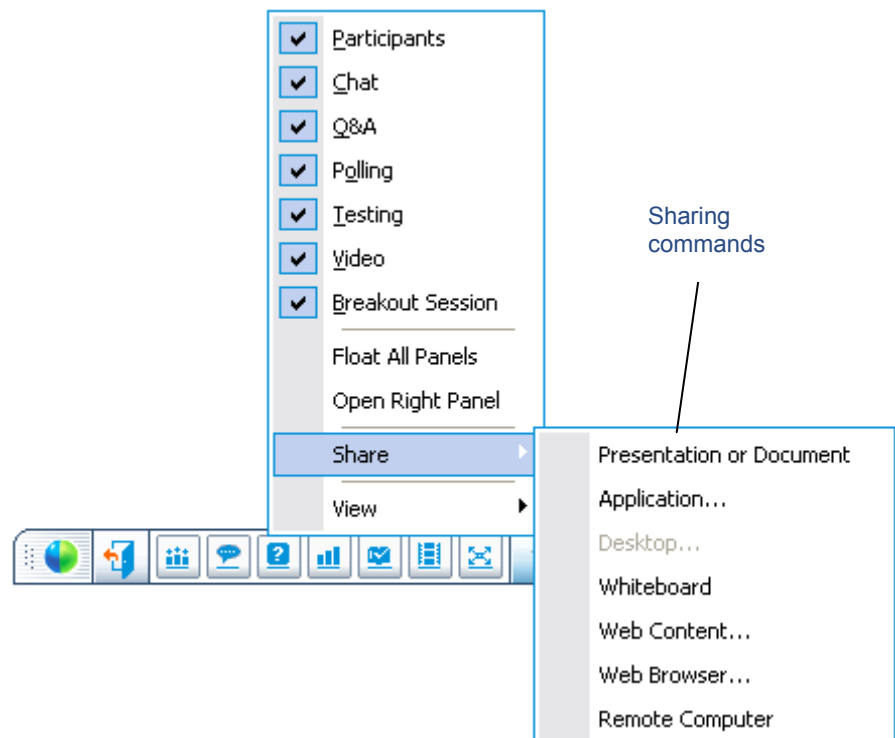 Participants
Chat
Q&A
Polling
Testing
Video
Breakout Session
Float All Panels
Open Right Panel
Share
View
Sharing
commands
Presentation or Document
Application...
Desktop...
Whiteboard
Web Content...
Web Browser...
Remote Computer
?